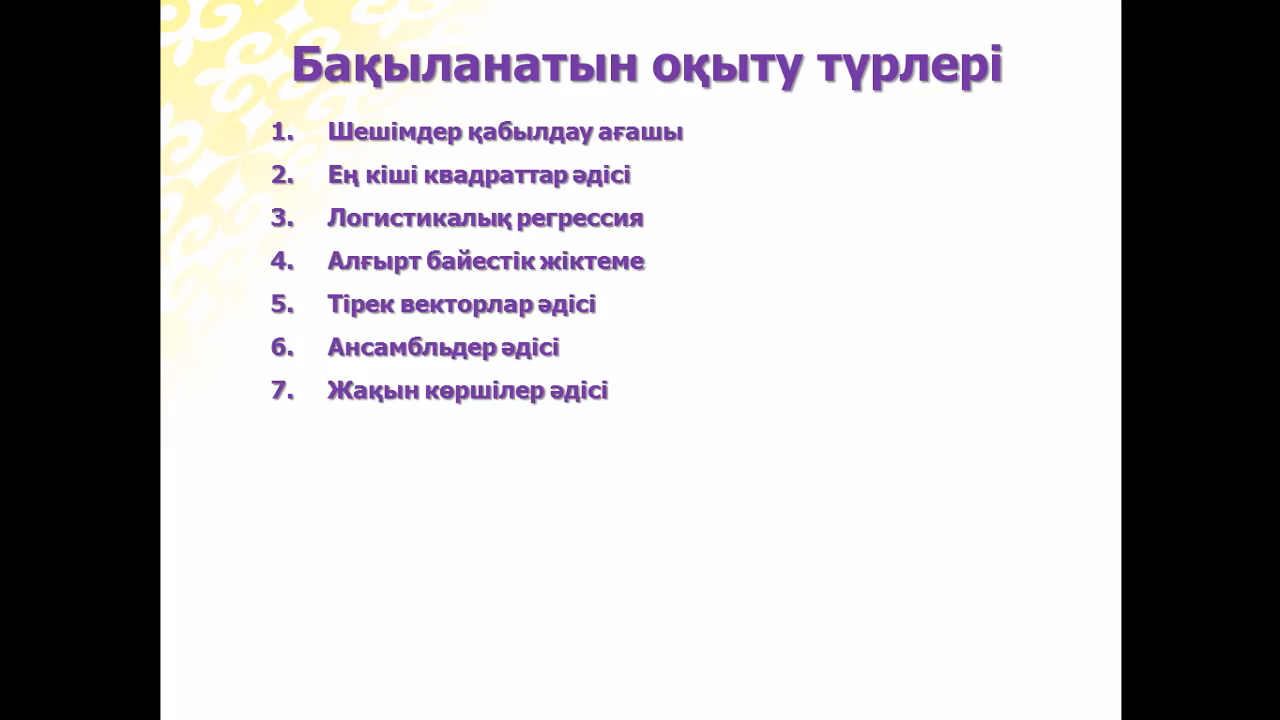 Бақыланатын оқыту түрлері
1. Шешімдер қабылдау ағашы
2. Ең кіші квадраттар әдісі
3. Логистикалық регрессия
4. Алғырт байестік жіктеме
5. Тірек векторлар әдісі
6. Ансамбльдер әдісі
7. Жақын көршілер әдісі